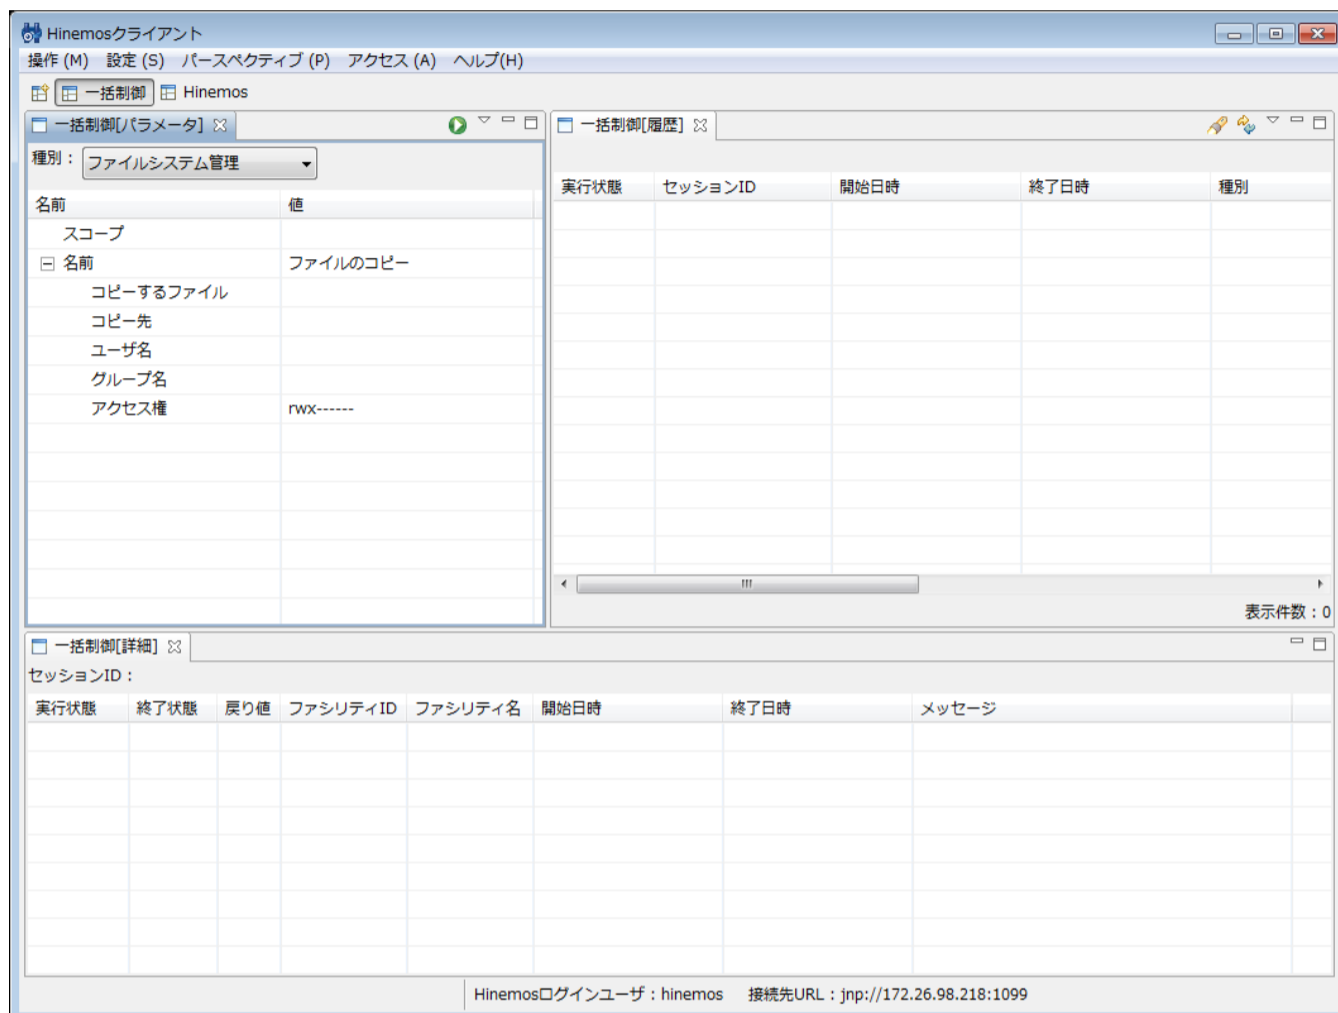 Hinemosクライアント
操作 (M) 設定 (S) パースペクティブ (P) アクセス (A) ヘルプ(H)
一括制御 Hinemos
一括制御[パラメータ]
種別： ファイルシステム管理
名前 値
スコープ
名前 ファイルのコピー
コピーするファイル
コピー先
ユーザ名
グループ名
アクセス権 rwx------
一括制御[履歴]
実行状態 セッションID 開始日時 終了日時 種別
表示件数：0
一括制御[詳細]
セッションID：
実行状態 終了状態 戻り値 ファシリティID ファシリティ名 開始日時 終了日時 メッセージ
Hinemosログインユーザ：hinemos 接続先URL：jnp://172.26.98.218:1099